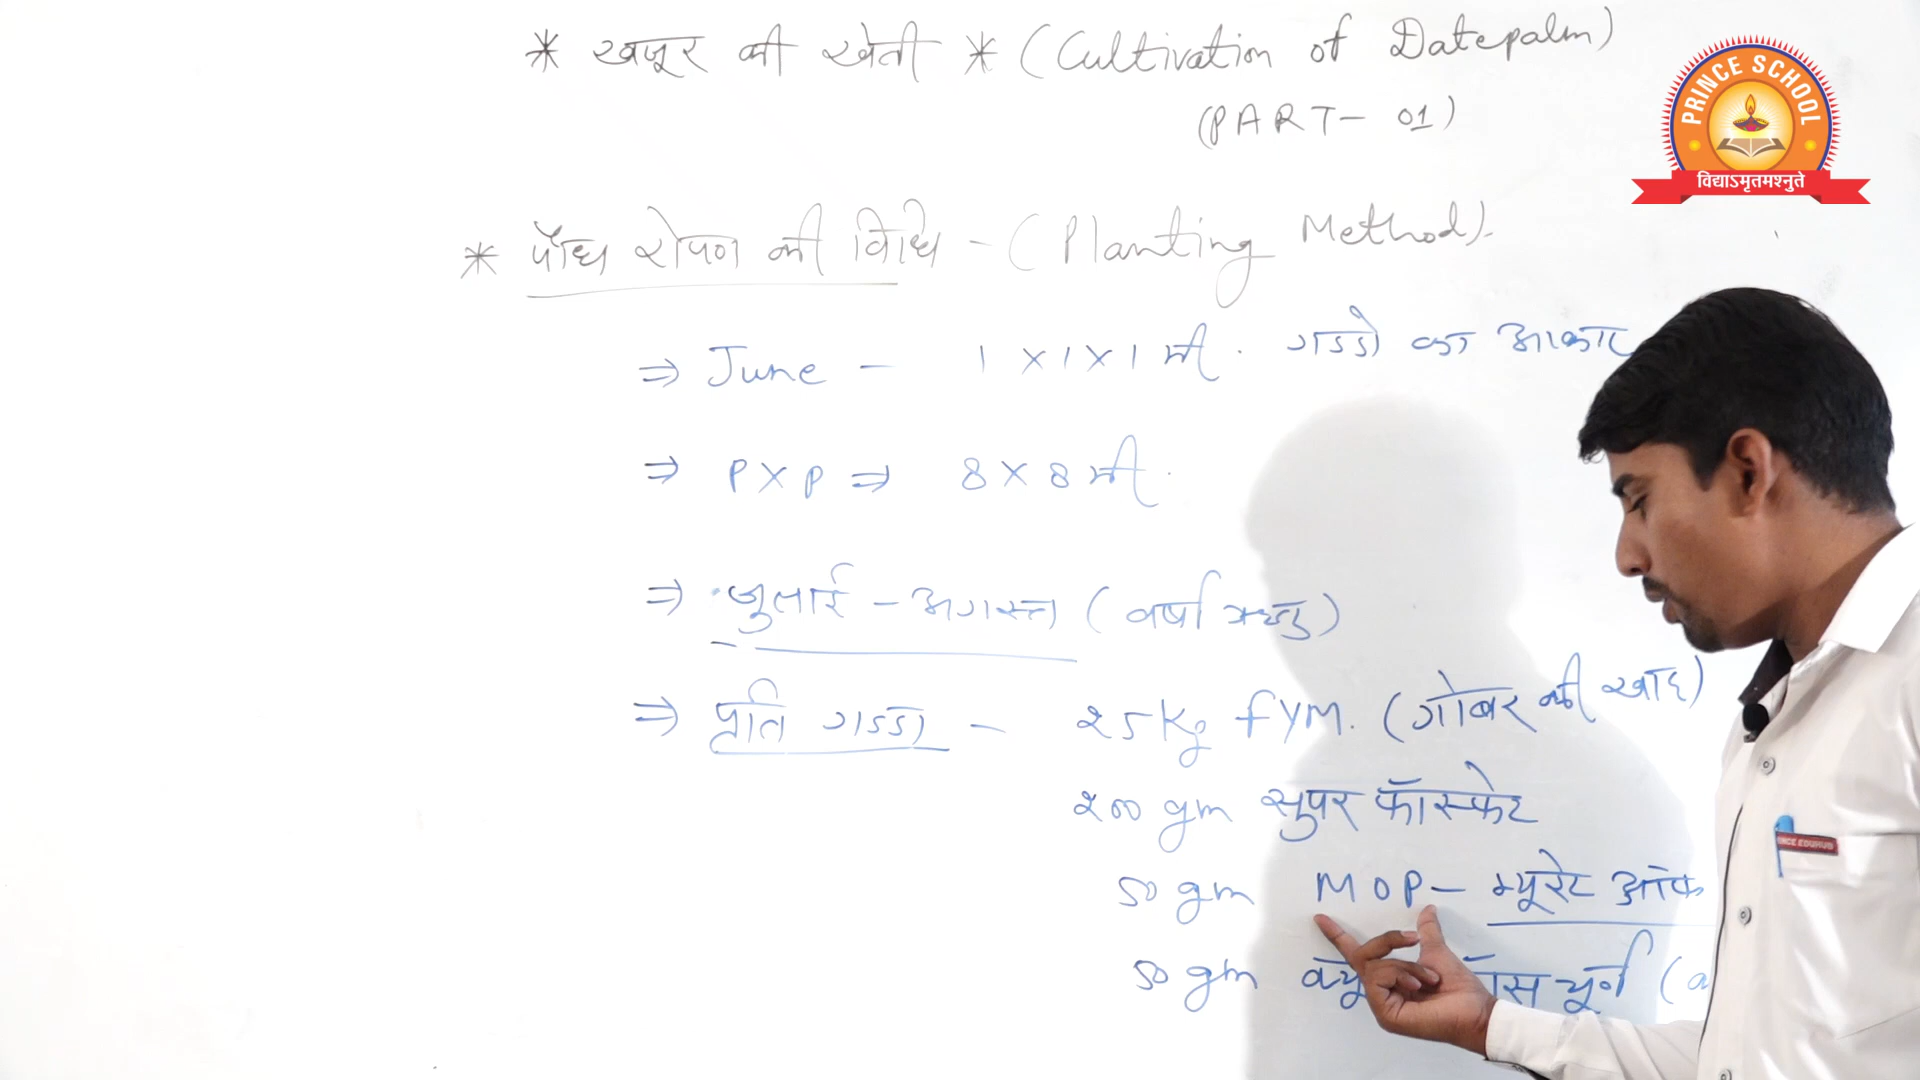 * खजूर की खेती * (Cultivation of Datepalm)
(PART- 01)
PRINCE SCHOOL
विद्याऽमृतमश्नुते
* पौध रोपण की विधि - (Planting Method).
⇒ June - 1 X 1 X 1 मी. गड्डो का आकार
⇒ P X P ⇒ 8 X 8 मी.
⇒ जुलाई - अगस्त (वर्षा ऋतु)
⇒ प्रति गड्डा - 25 Kg FYM. (गोबर की खाद)
200 gm सुपर फॉस्फेट
50 gm MOP - म्यूरेट ऑफ
50 gm चूर्ण (